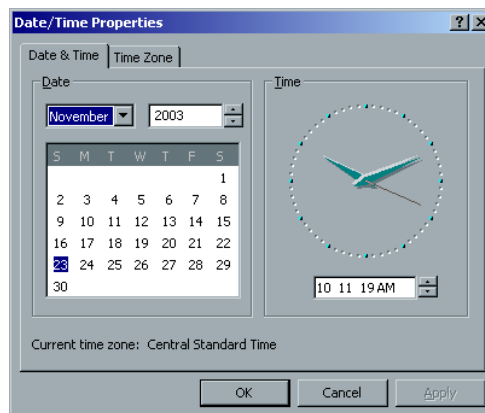 Date/Time Properties
Date & Time Time Zone
Date
November 2003
S M T W T F S
1
2 3 4 5 6 7 8
9 10 11 12 13 14 15
16 17 18 19 20 21 22
23 24 25 26 27 28 29
30
Time
10 11 19 AM
Current time zone: Central Standard Time
OK Cancel Apply